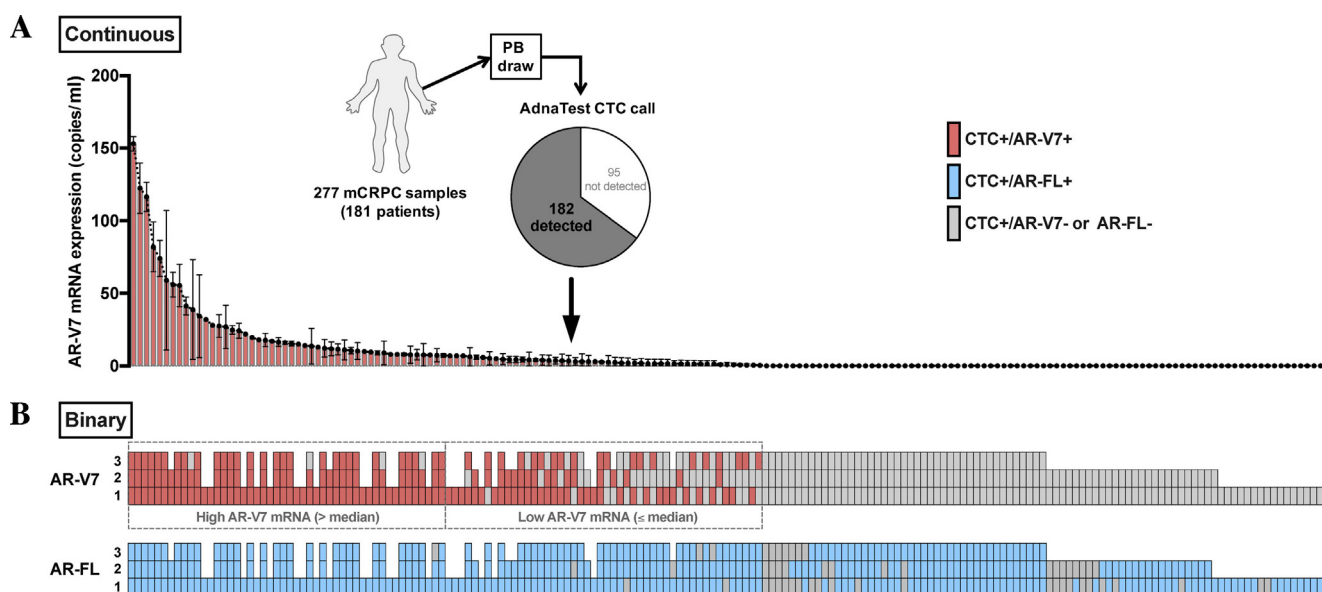 A
Continuous
AR-V7 mRNA expression (copies/ml)
200
150
100
50
0
PB
draw
AdnaTest CTC call
277 mCRPC samples
(181 patients)
95
not detected
182
detected
CTC+/AR-V7+
CTC+/AR-FL+
CTC+/AR-V7- or AR-FL-
B
Binary
AR-V7
3
2
1
High AR-V7 mRNA (> median)
Low AR-V7 mRNA (≤ median)
AR-FL
3
2
1